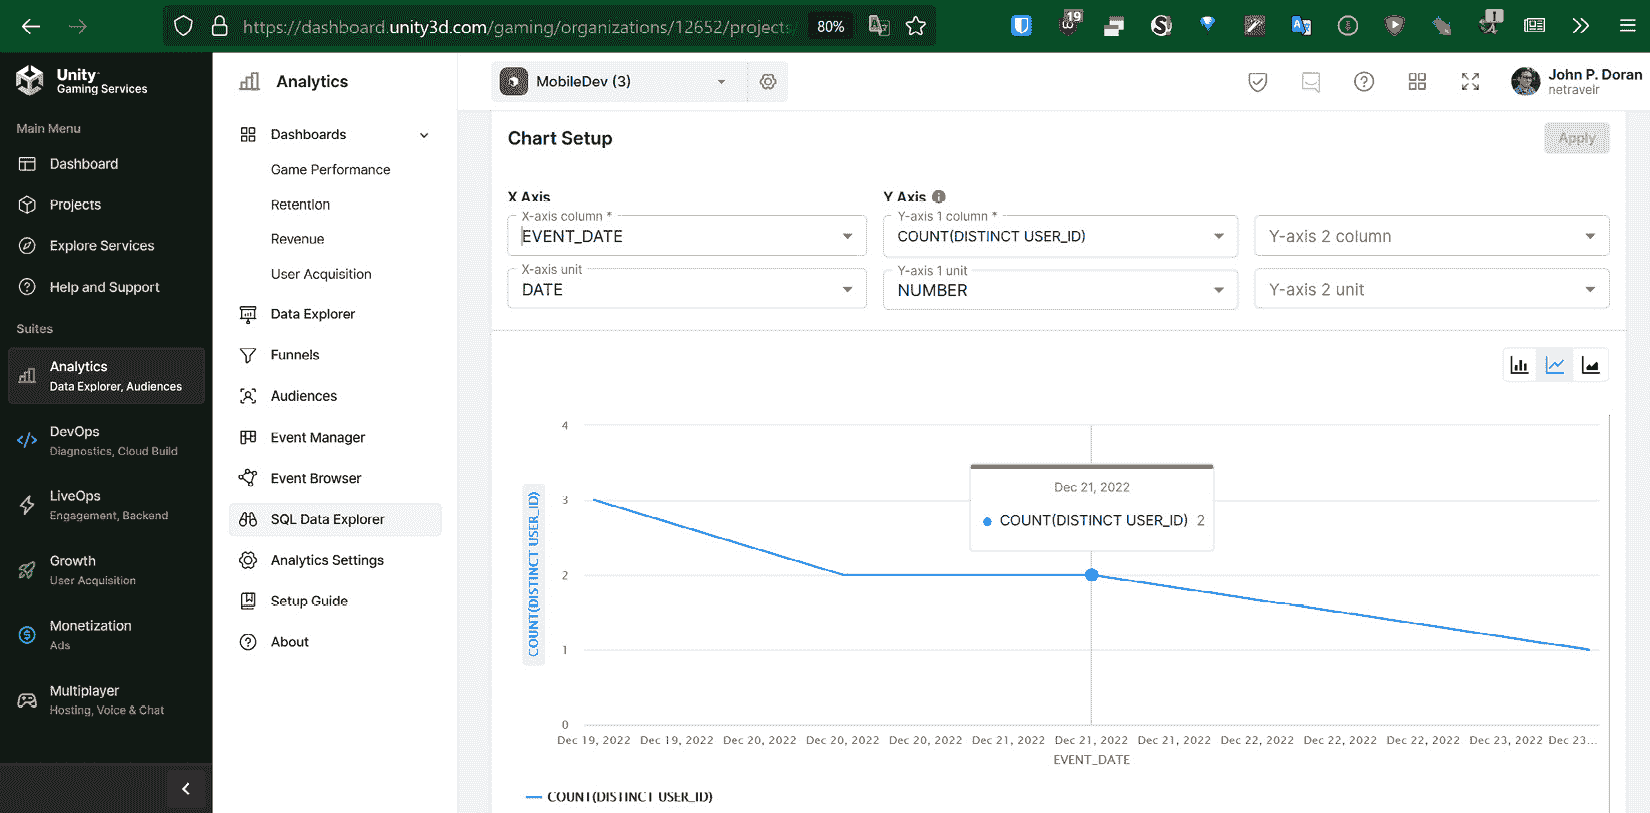 https://dashboard.unity3d.com/gaming/organizations/12652/projects/
80%
19
Unity
Gaming Services
Main Menu
Dashboard
Projects
Explore Services
Help and Support
Suites
Analytics
Data Explorer, Audiences
DevOps
Diagnostics, Cloud Build
LiveOps
Engagement, Backend
Growth
User Acquisition
Monetization
Ads
Multiplayer
Hosting, Voice & Chat
Analytics
Dashboards
Game Performance
Retention
Revenue
User Acquisition
Data Explorer
Funnels
Audiences
Event Manager
Event Browser
SQL Data Explorer
Analytics Settings
Setup Guide
About
MobileDev (3)
John P. Doran
netraveir
Chart Setup
Apply
X Axis
X-axis column *
EVENT_DATE
X-axis unit
DATE
Y Axis
Y-axis 1 column *
COUNT(DISTINCT USER_ID)
Y-axis 1 unit
NUMBER
Y-axis 2 column
Y-axis 2 unit
COUNT(DISTINCT USER_ID)
4
3
2
1
0
Dec 21, 2022
COUNT(DISTINCT USER_ID) 2
Dec 19, 2022 Dec 19, 2022 Dec 20, 2022 Dec 20, 2022 Dec 20, 2022 Dec 21, 2022 Dec 21, 2022 Dec 21, 2022 Dec 22, 2022 Dec 22, 2022 Dec 22, 2022 Dec 23, 2022 Dec 23...
EVENT_DATE
COUNT(DISTINCT USER_ID)